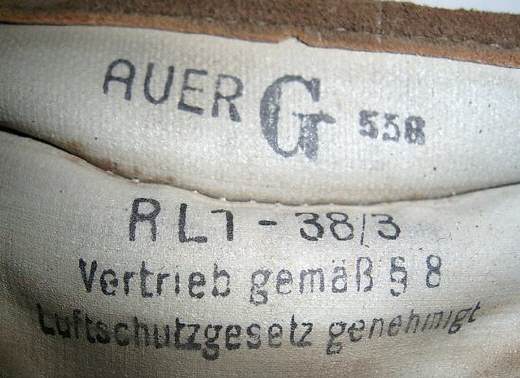 AUER G 558
RL1 - 38/3
Vertrieb gemäß § 8
Luftschutzgesetz genehmigt